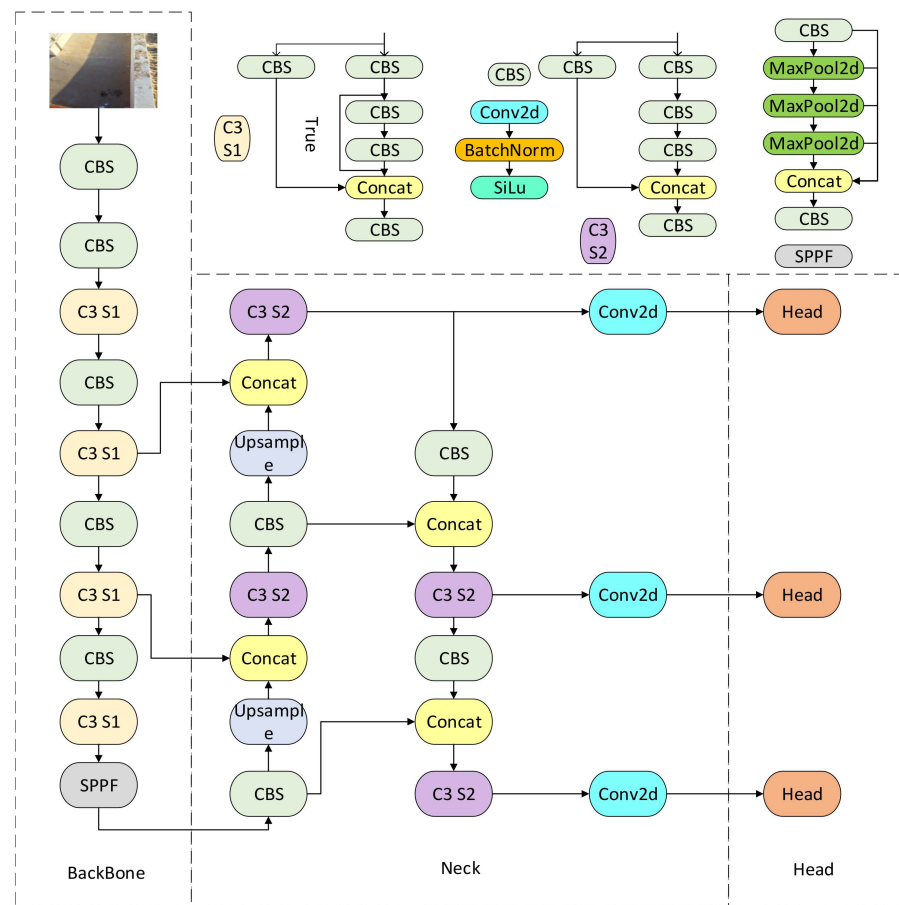 CBS
CBS
C3 S1
CBS
C3 S1
CBS
C3 S1
CBS
C3 S1
SPPF
BackBone
C3
S1
CBS
CBS
CBS
True
CBS
Concat
CBS
CBS
Conv2d
BatchNorm
SiLu
CBS
CBS
CBS
CBS
Concat
CBS
C3
S2
CBS
MaxPool2d
MaxPool2d
MaxPool2d
Concat
CBS
SPPF
C3 S2
Concat
Upsampl
e
CBS
C3 S2
Concat
Upsampl
e
CBS
CBS
Concat
C3 S2
CBS
Concat
C3 S2
Conv2d
Conv2d
Conv2d
Neck
Head
Head
Head
Head